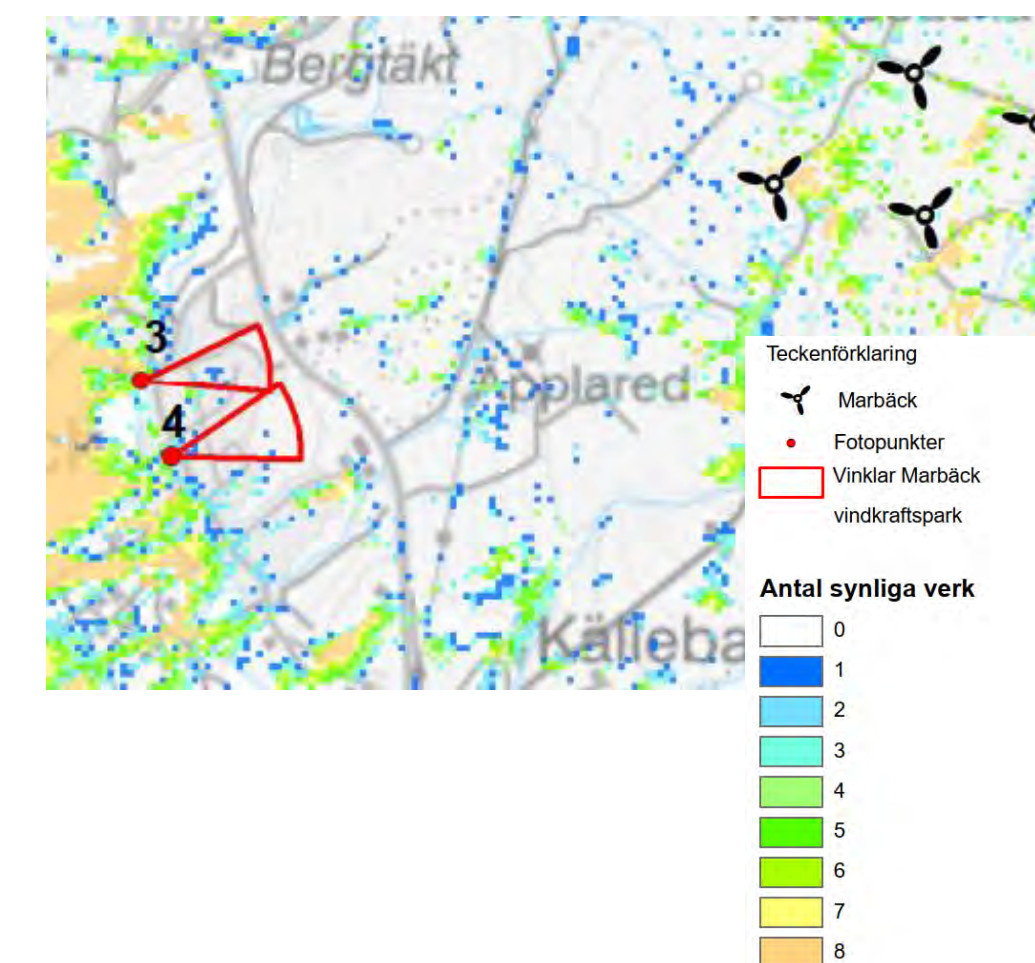 Bergtäkt
3
4
Applared
Källeba
Teckenförklaring
Marbäck
Fotopunkter
Vinklar Marbäck
vindkraftspark
Antal synliga verk
0
1
2
3
4
5
6
7
8